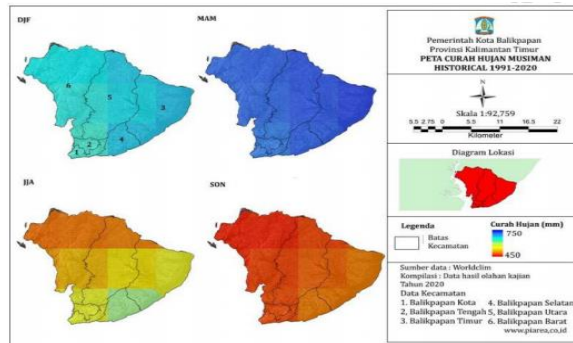 DJF
MAM
6
5
3
4
2
1
JJA
SON
Pemerintah Kota Balikpapan
Provinsi Kalimantan Timur
PETA CURAH HUJAN MUSIMAN
HISTORICAL 1991-2020
N
Skala 1:92,759
5.5 2.75 0 5.5 11 16.5 22
Kilometer
Diagram Lokasi
Legenda
Batas
Kecamatan
Curah Hujan (mm)
750
450
Sumber data : Worldclim
Kompilasi : Data hasil olahan kajian
Tahun 2020
Data Kecamatan
1. Balikpapan Kota 4. Balikpapan Selatan
2. Balikpapan Tengah 5. Balikpapan Utara
3. Balikpapan Timur 6. Balikpapan Barat
www.piarea.co.id